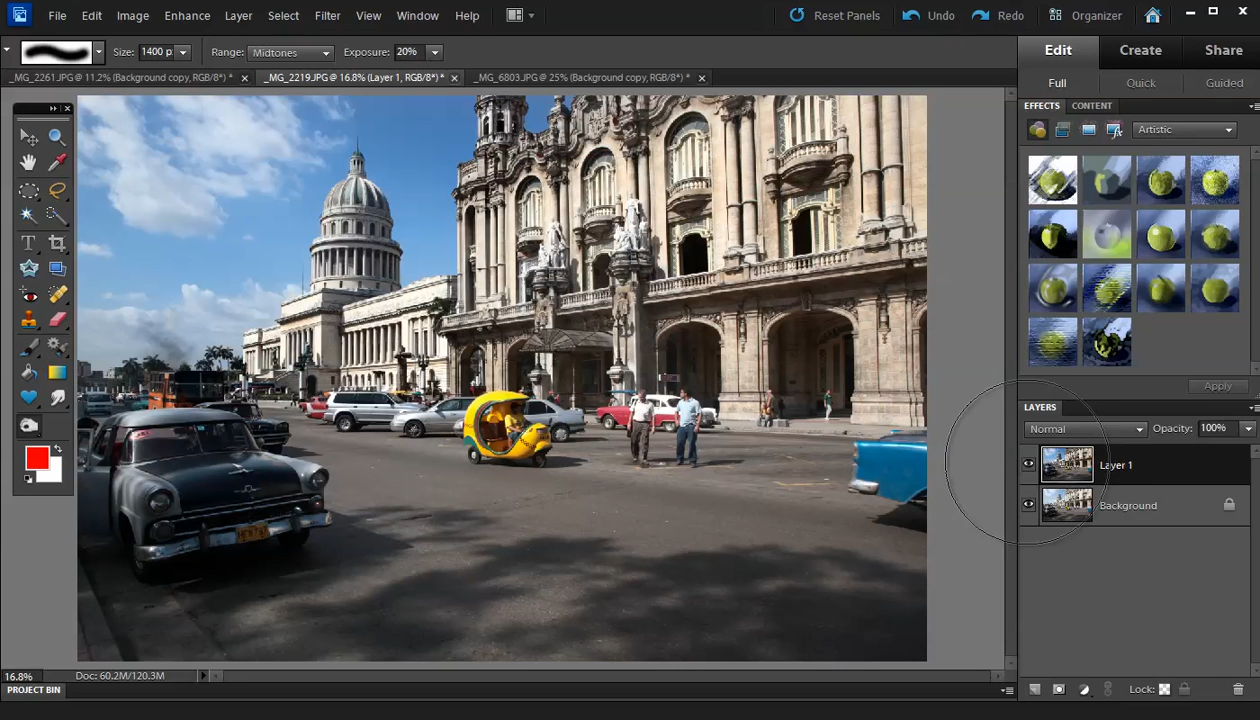 File Edit Image Enhance Layer Select Filter View Window Help Reset Panels Undo Redo Organizer
Size: 1400 p Range: Midtones Exposure: 20%
Edit Create Share
_MG_2261.JPG @ 11.2% (Background copy, RGB/8*) * _MG_2219.JPG @ 16.8% (Layer 1, RGB/8*) * _MG_6803.JPG @ 25% (Background copy, RGB/8*) *
Full Quick Guided
EFFECTS CONTENT
Artistic
Apply
LAYERS
Normal Opacity: 100%
Layer 1
Background
16.8% Doc: 60.2M/120.3M
PROJECT BIN
Lock: